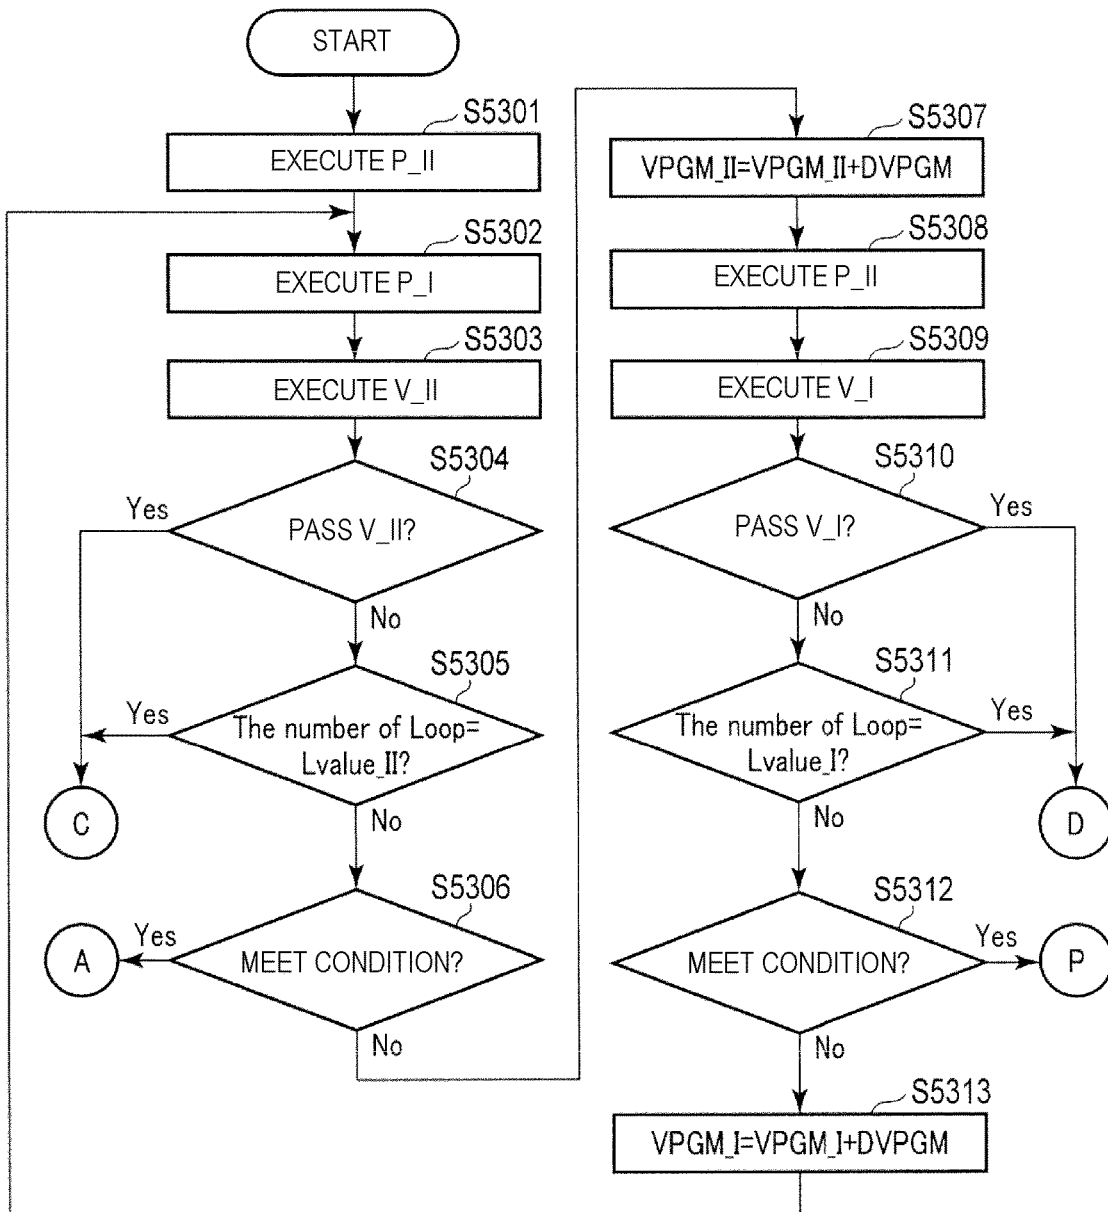 START
S5301
EXECUTE P_II
S5302
EXECUTE P_I
S5303
EXECUTE V_II
S5304
Yes
PASS V_II?
No
S5305
Yes
The number of Loop=
Lvalue_II?
C
No
S5306
A
Yes
MEET CONDITION?
No
S5307
VPGM_II=VPGM_II+DVPGM
S5308
EXECUTE P_II
S5309
EXECUTE V_I
S5310
PASS V_I?
Yes
No
S5311
The number of Loop=
Lvalue_I?
Yes
D
No
S5312
MEET CONDITION?
Yes
P
No
S5313
VPGM_I=VPGM_I+DVPGM